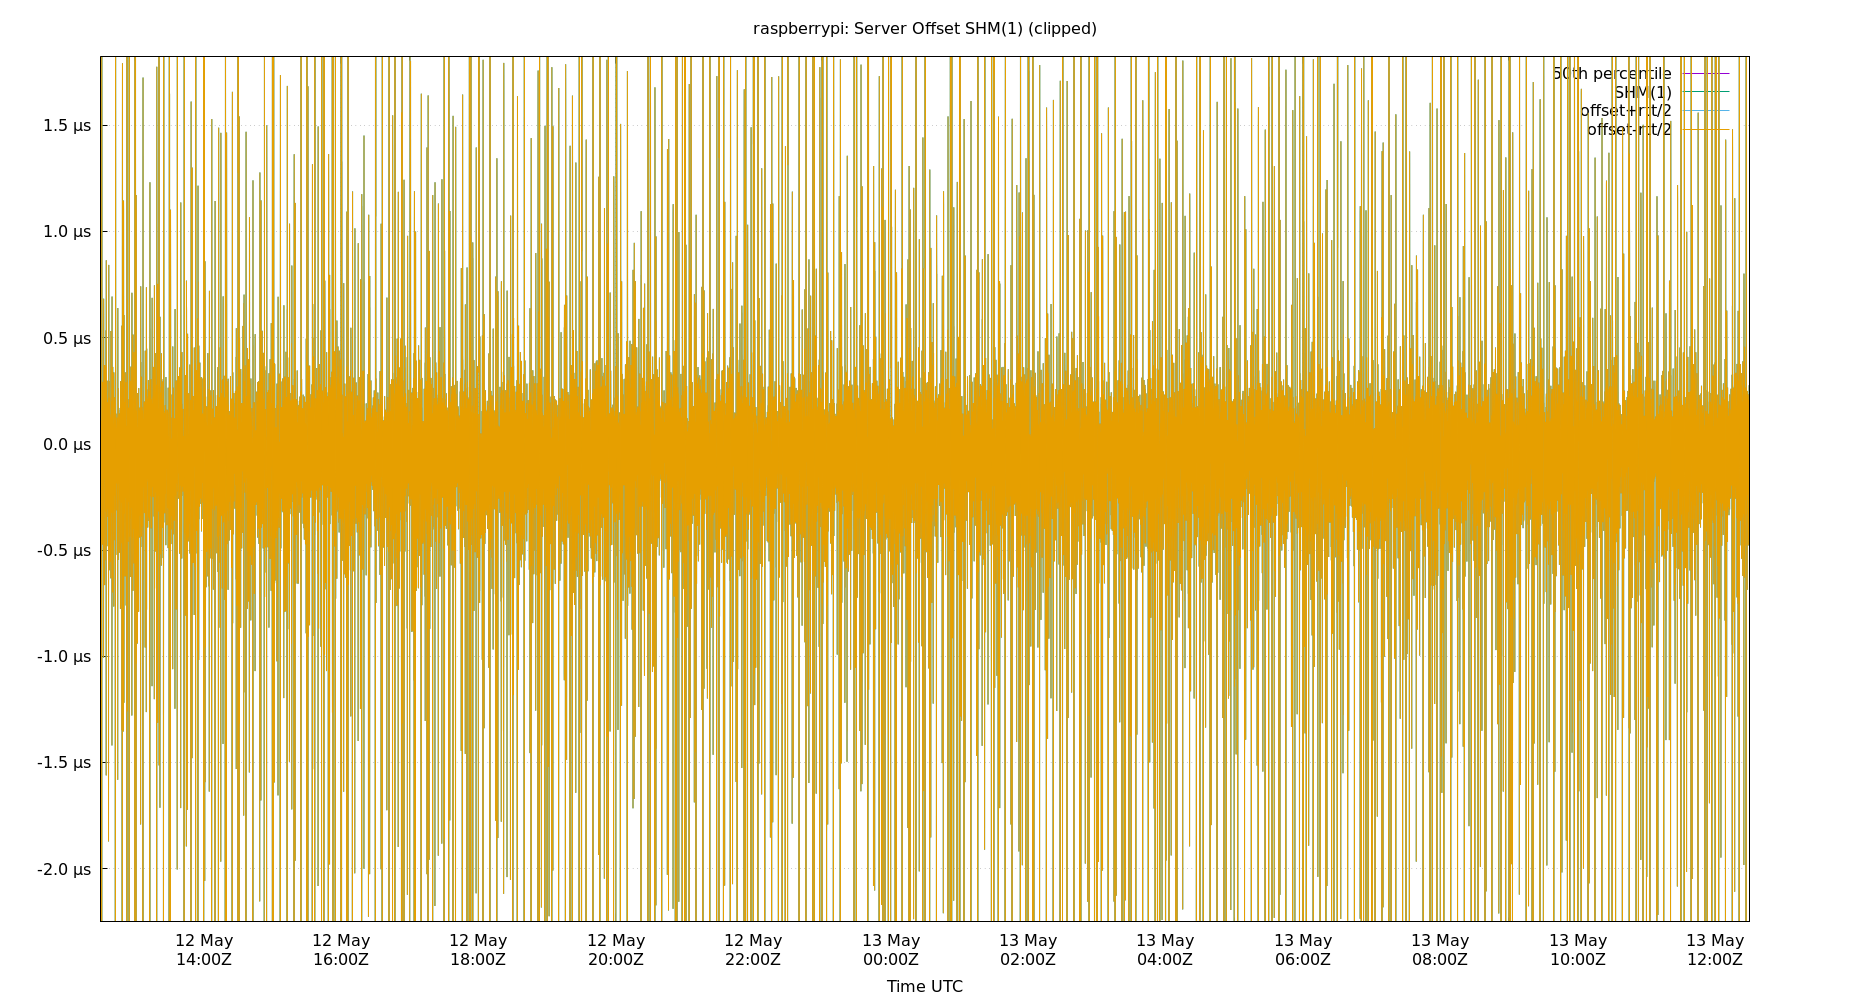 raspberrypi: Server Offset SHM(1) (clipped)
50th percentile
SHM(1)
offset+rtt/2
offset-rtt/2
1.5 µs
1.0 µs
0.5 µs
0.0 µs
-0.5 µs
-1.0 µs
-1.5 µs
-2.0 µs
12 May 12 May 12 May 12 May 12 May 13 May 13 May 13 May 13 May 13 May 13 May 13 May
14:00Z 16:00Z 18:00Z 20:00Z 22:00Z 00:00Z 02:00Z 04:00Z 06:00Z 08:00Z 10:00Z 12:00Z
Time UTC